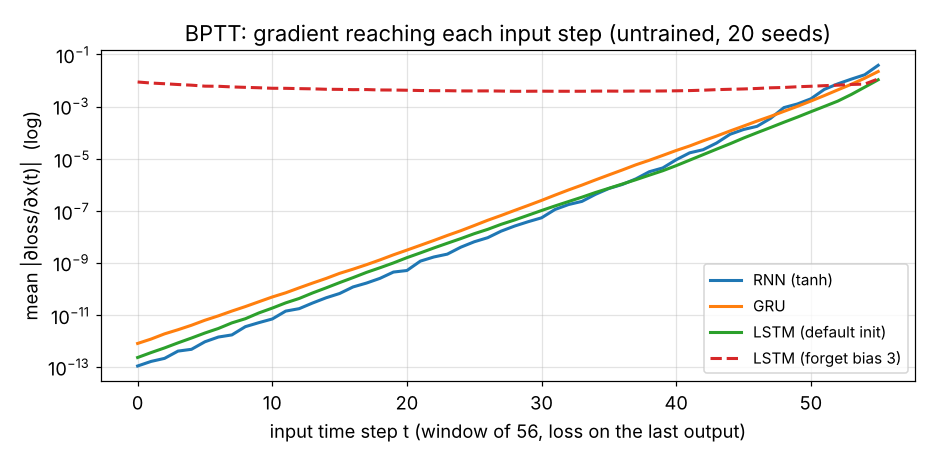 BPTT: gradient reaching each input step (untrained, 20 seeds)
mean |∂loss/∂x(t)| (log)
10⁻¹
10⁻³
10⁻⁵
10⁻⁷
10⁻⁹
10⁻¹¹
10⁻¹³
RNN (tanh)
GRU
LSTM (default init)
LSTM (forget bias 3)
0 10 20 30 40 50
input time step t (window of 56, loss on the last output)